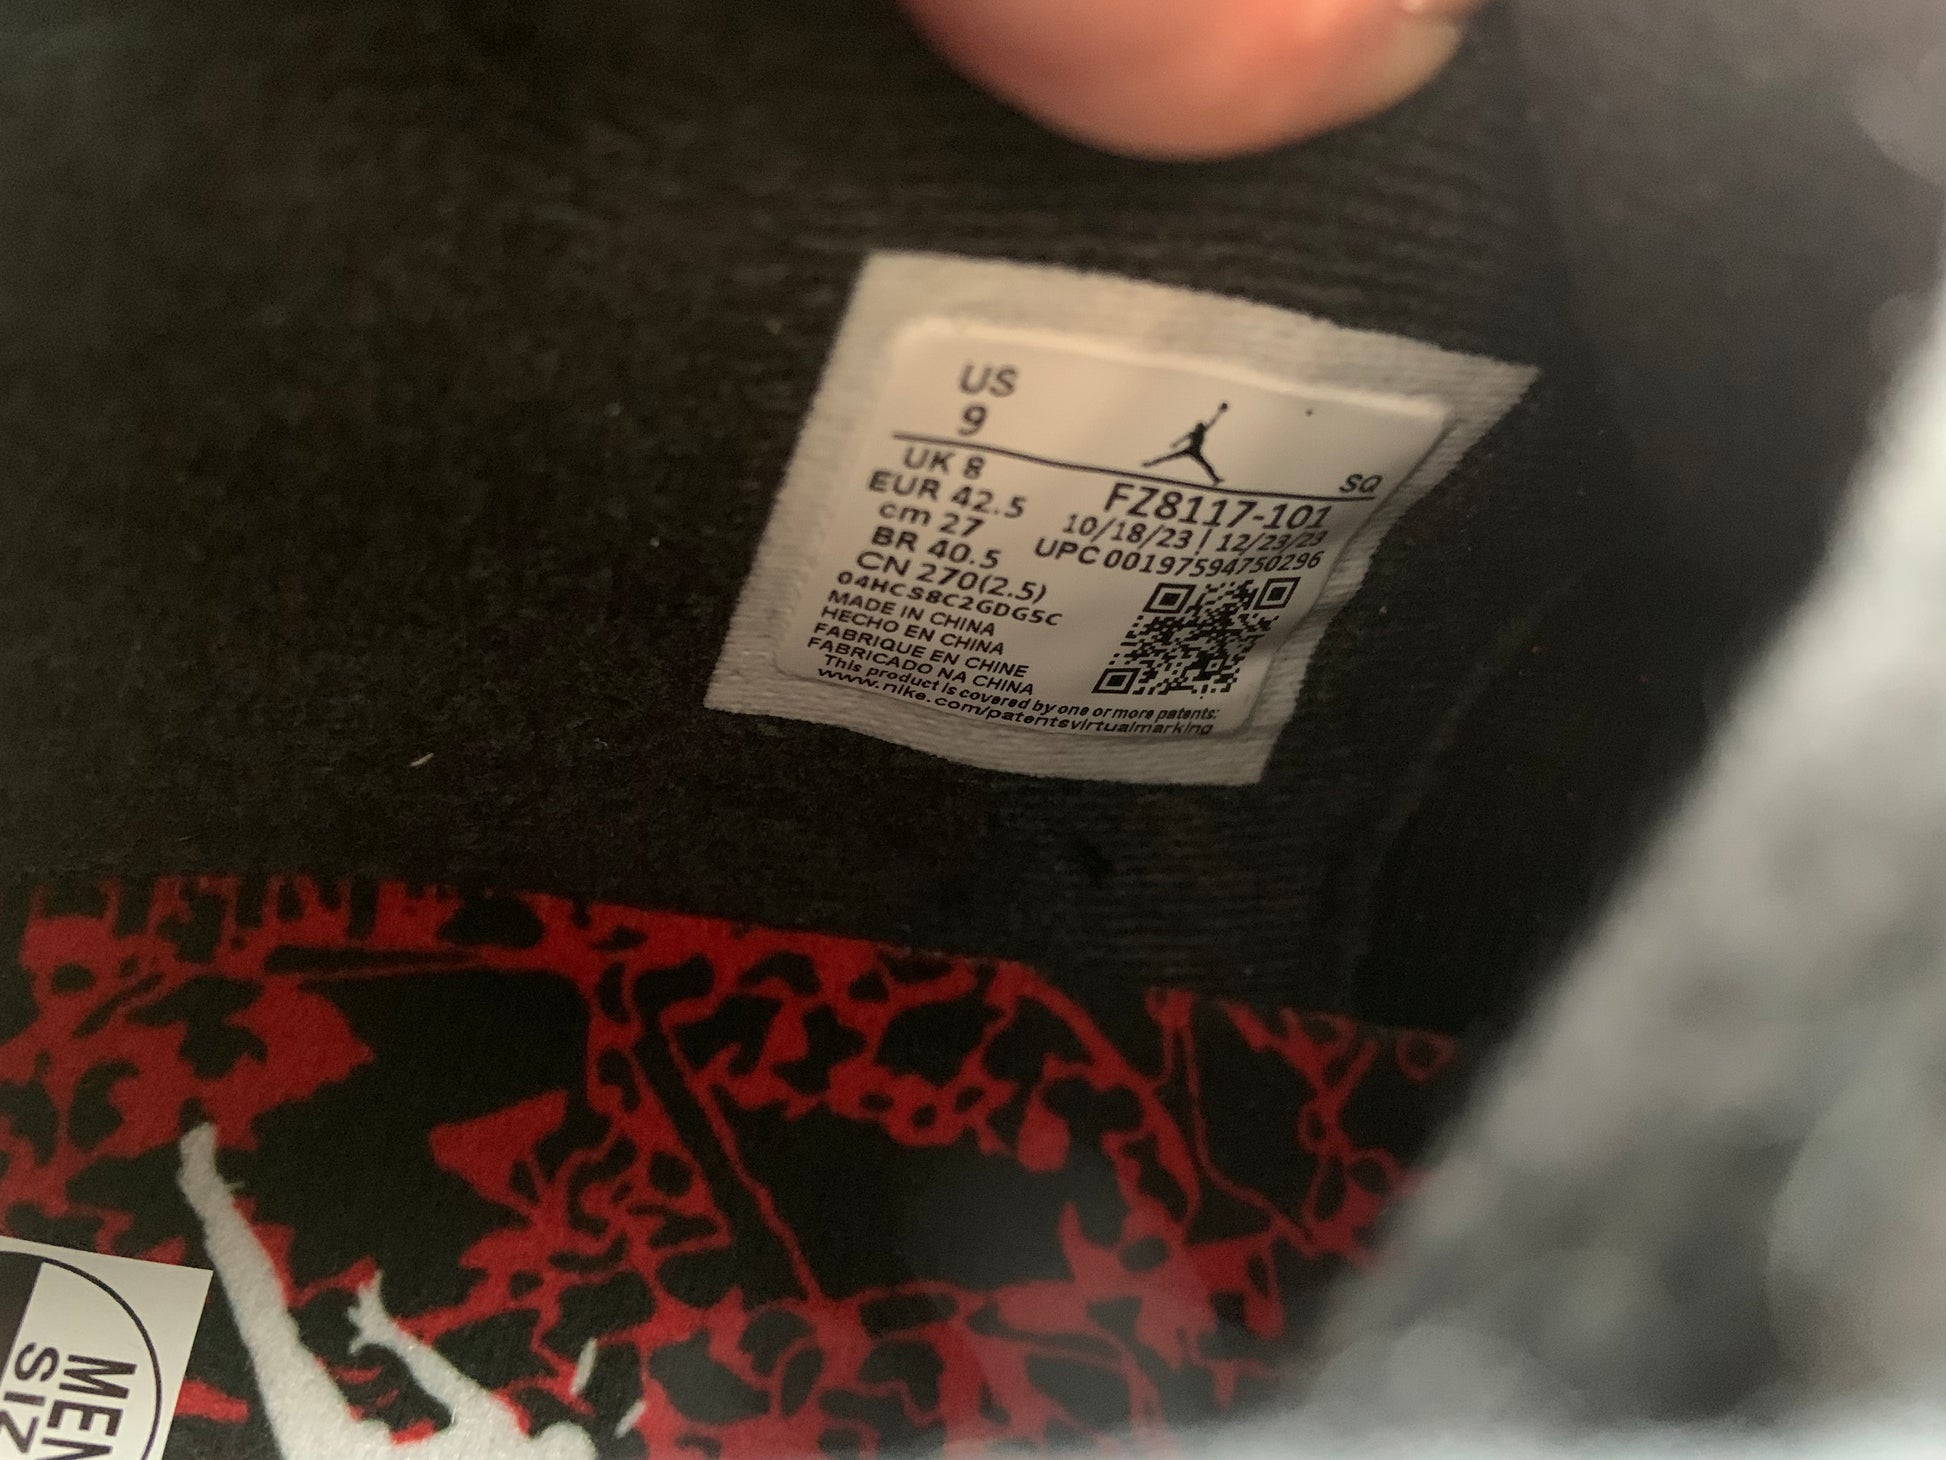 US
9
SQ
UK 8
EUR 42.5
cm 27
BR 40.5
CN 270(2.5)
04HCS8C2GDG5C
FZ8117-101
10/18/23 | 12/23/23
UPC 00197594750296
MADE IN CHINA
HECHO EN CHINA
FABRIQUE EN CHINE
FABRICADO NA CHINA
This product is covered by one or more patents:
www.nike.com/patentsvirtualmarking
MEN
SIZ